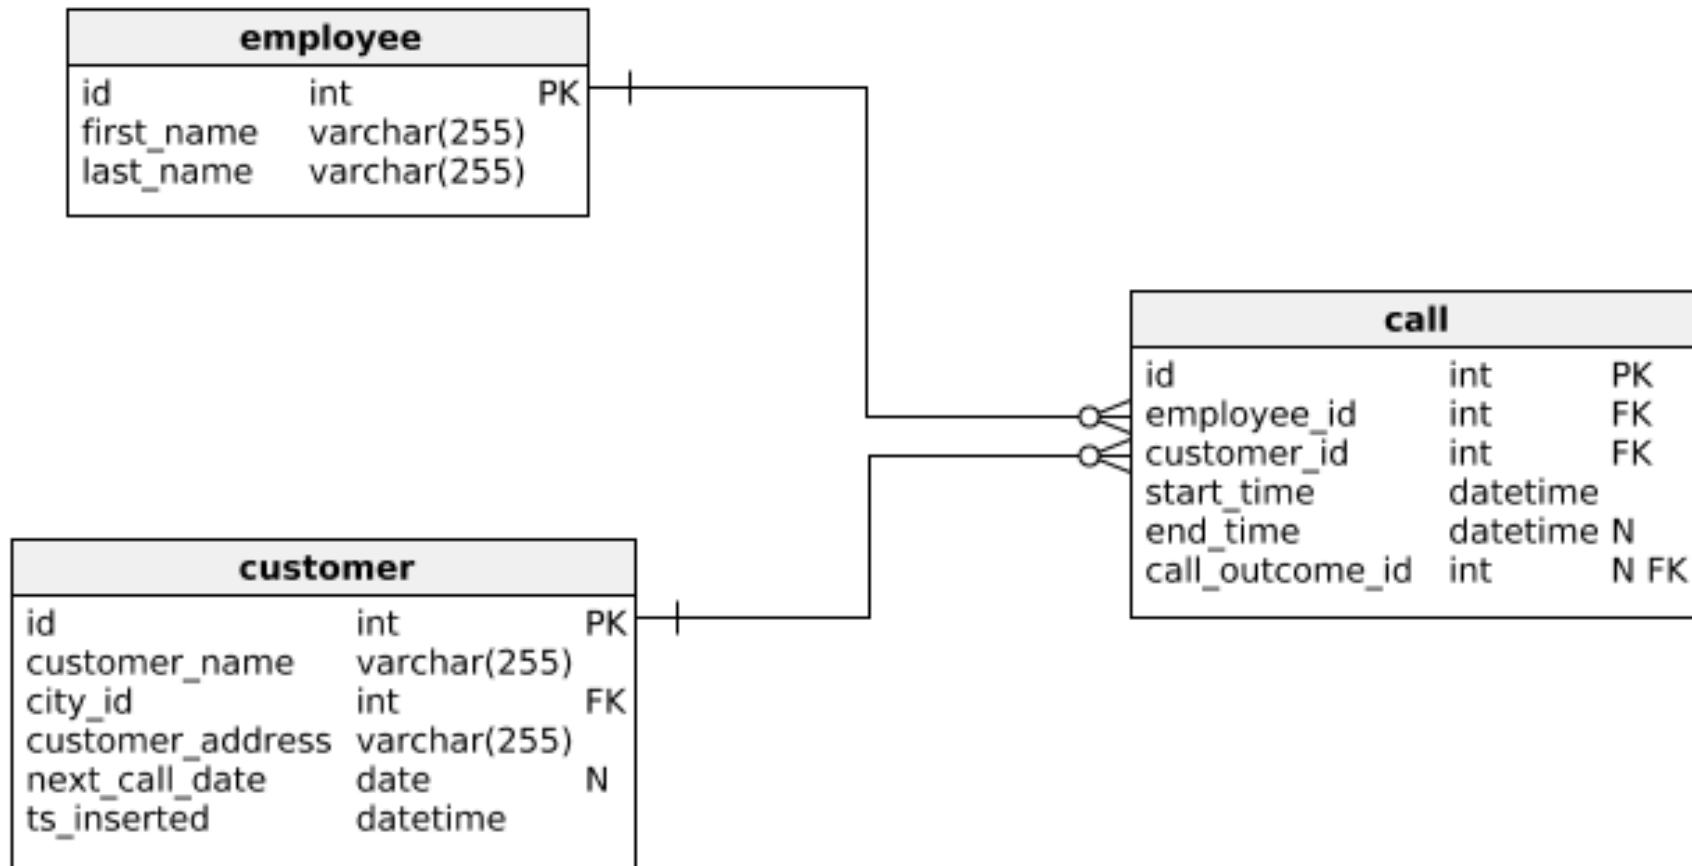 employee
id int PK
first_name varchar(255)
last_name varchar(255)
call
id int PK
employee_id int FK
customer_id int FK
start_time datetime
end_time datetime N
call_outcome_id int N FK
customer
id int PK
customer_name varchar(255)
city_id int FK
customer_address varchar(255)
next_call_date date N
ts_inserted datetime